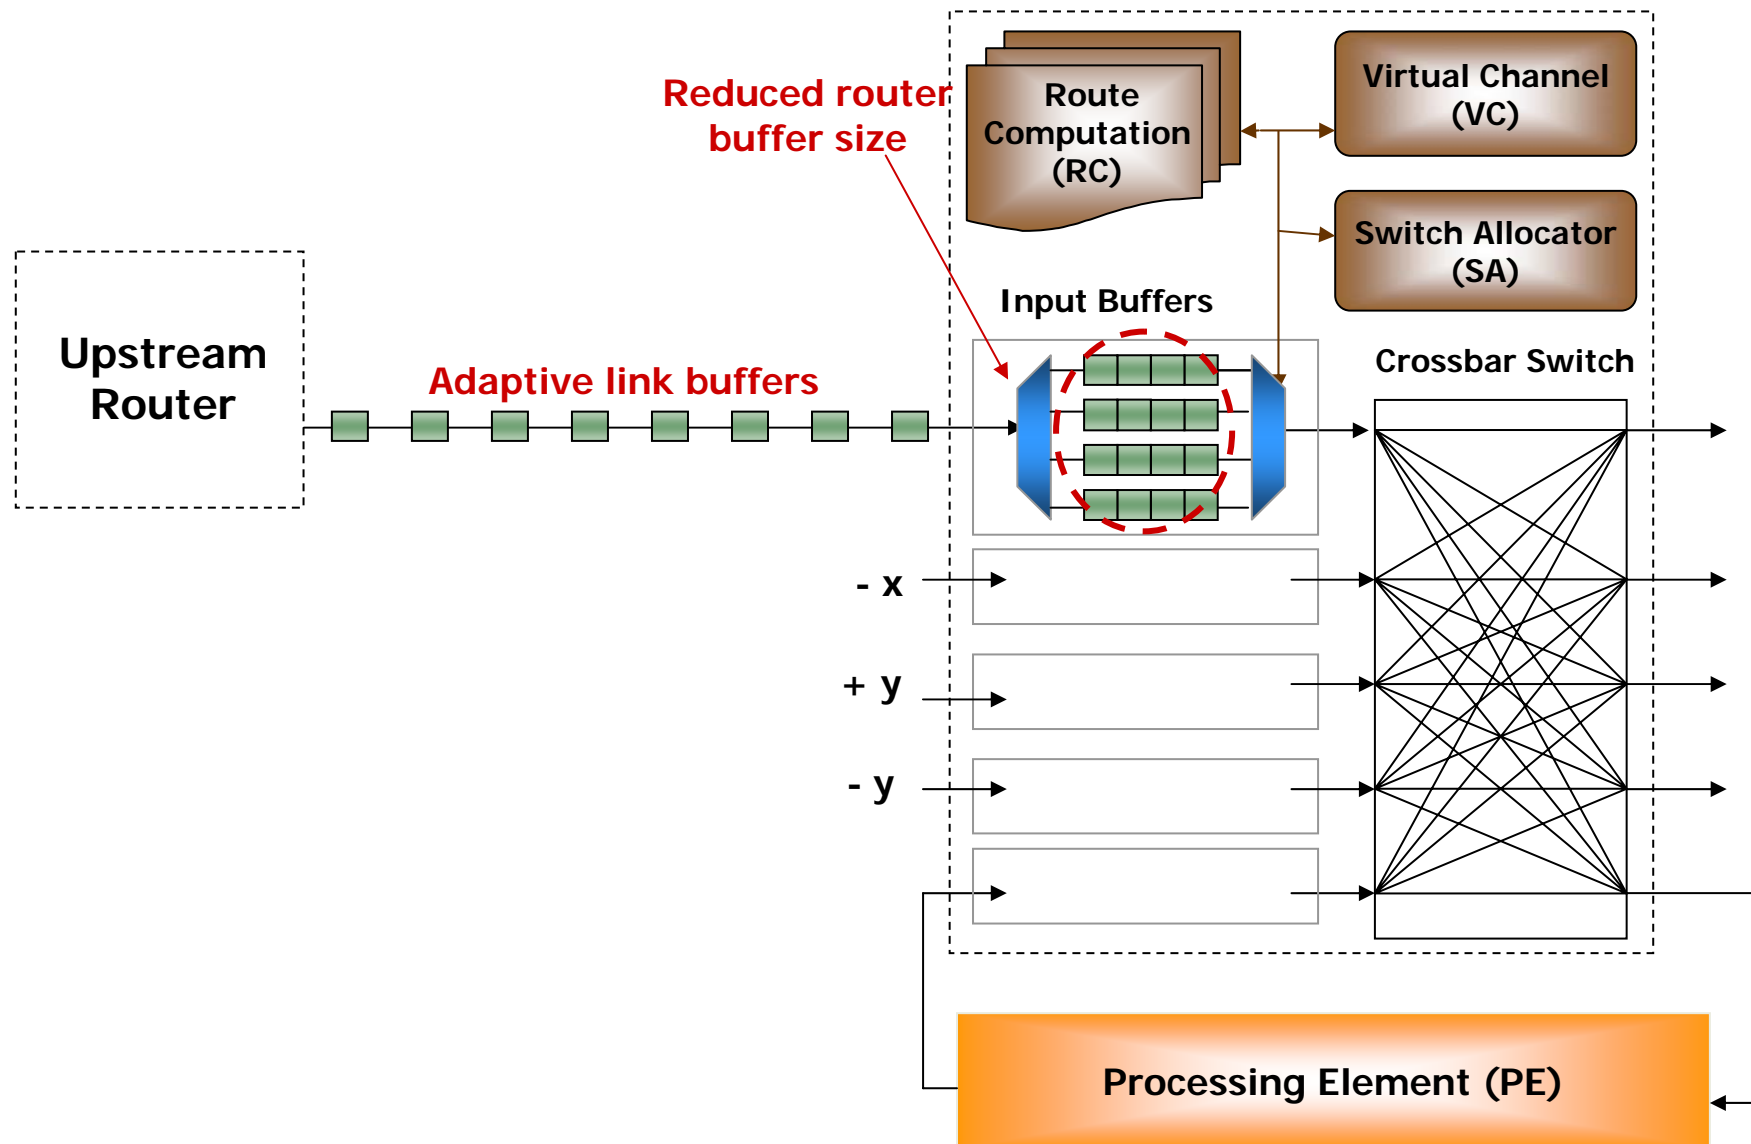 Reduced router
buffer size
Route
Computation
(RC)
Virtual Channel
(VC)
Switch Allocator
(SA)
Input Buffers
Crossbar Switch
Upstream
Router
Adaptive link buffers
- x
+ y
- y
Processing Element (PE)